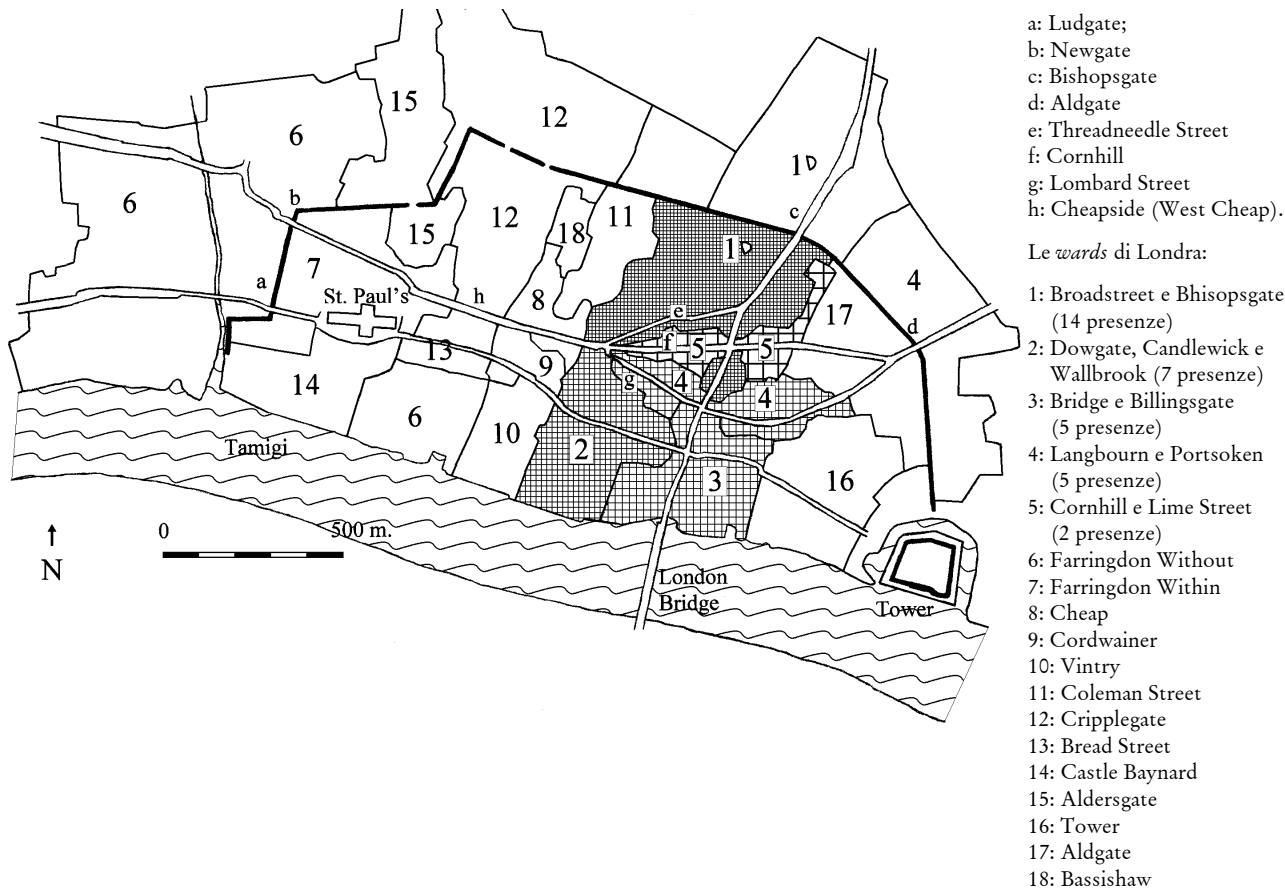 15
12
6
1
6
b
c
11
12
18
15
1
4
7
a
h
e
17
d
St. Paul's
8
f
5
5
13
9
g
4
4
14
6
10
2
3
16
Tamigi
0
500 m.
N
London
Bridge
Tower
a: Ludgate;
b: Newgate
c: Bishopsgate
d: Aldgate
e: Threadneedle Street
f: Cornhill
g: Lombard Street
h: Cheapside (West Cheap).
Le wards di Londra:
1: Broadstreet e Bhisopsgate
(14 presenze)
2: Dowgate, Candlewick e
Wallbrook (7 presenze)
3: Bridge e Billingsgate
(5 presenze)
4: Langbourn e Portsoken
(5 presenze)
5: Cornhill e Lime Street
(2 presenze)
6: Farringdon Without
7: Farringdon Within
8: Cheap
9: Cordwainer
10: Vintry
11: Coleman Street
12: Cripplegate
13: Bread Street
14: Castle Baynard
15: Aldersgate
16: Tower
17: Aldgate
18: Bassishaw